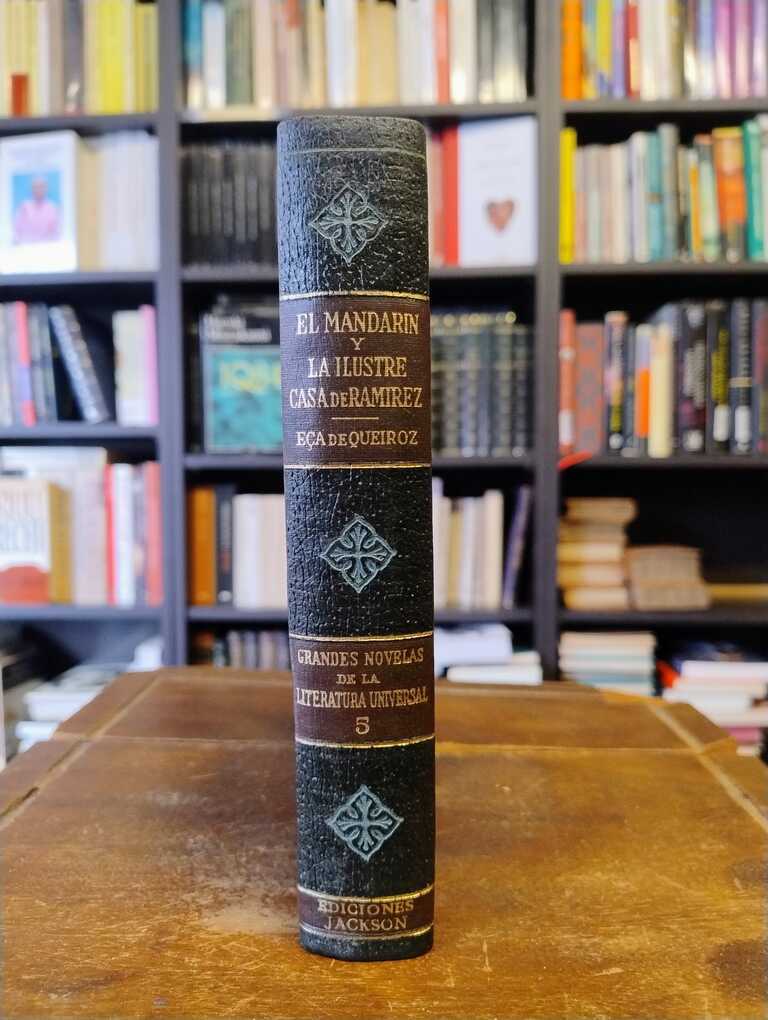 EL MANDARIN
Y
LA ILUSTRE
CASA DE RAMIREZ
EÇA DE QUEIROZ
GRANDES NOVELAS
DE LA
LITERATURA UNIVERSAL
5
EDICIONES
JACKSON